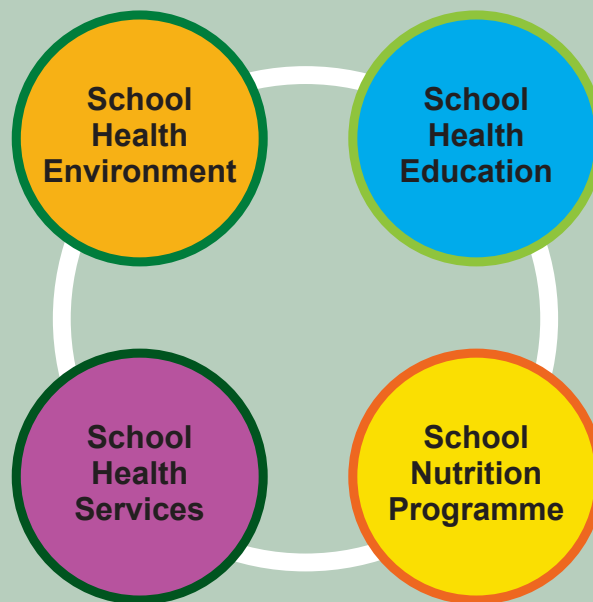 School
Health
Environment
School
Health
Education
School
Health
Services
School
Nutrition
Programme